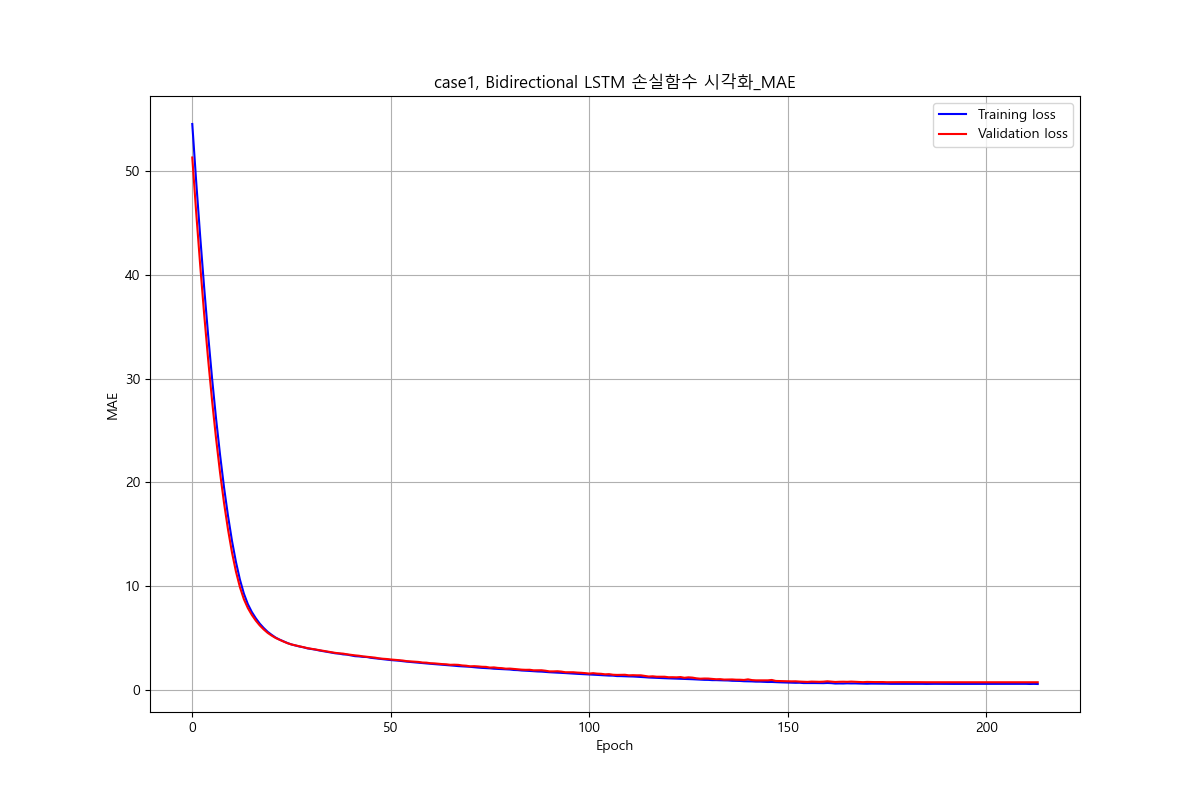 case1, Bidirectional LSTM 손실함수 시각화_MAE
Training loss
Validation loss
50
40
30
20
10
0
MAE
0
50
100
150
200
Epoch